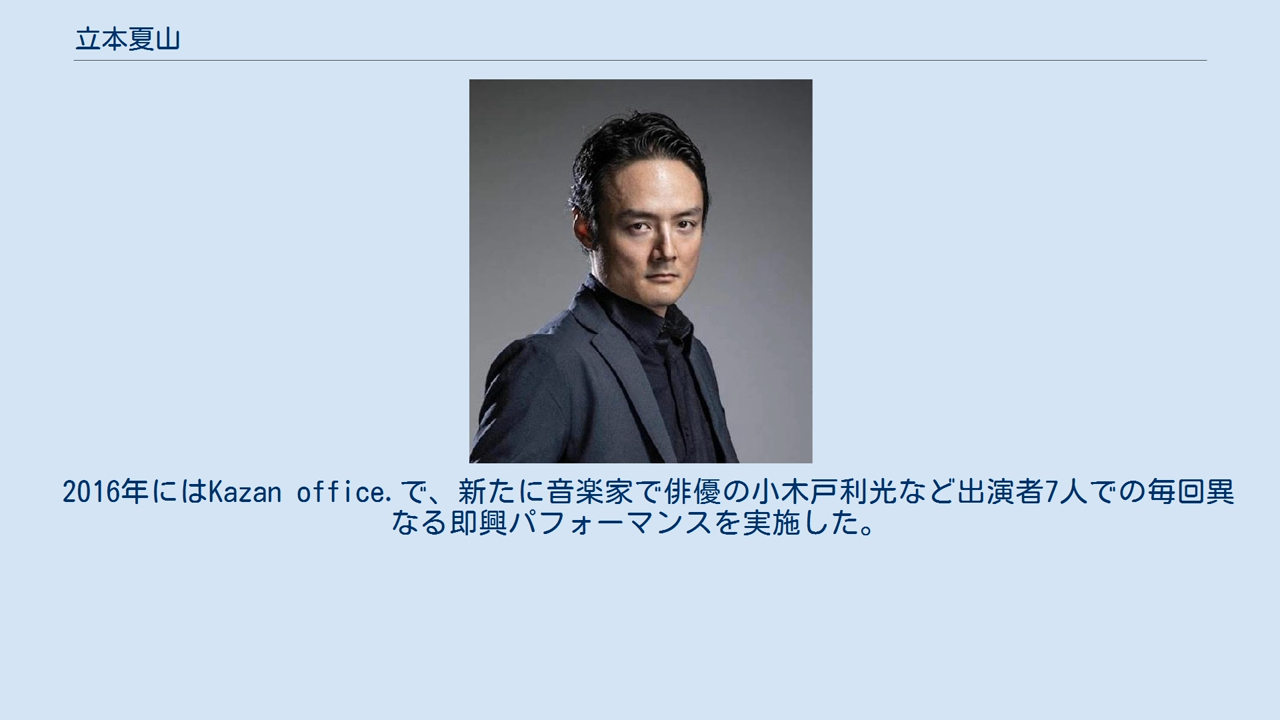 立本夏山
2016年にはKazan office.で、新たに音楽家で俳優の小木戸利光など出演者7人での毎回異
なる即興パフォーマンスを実施した。